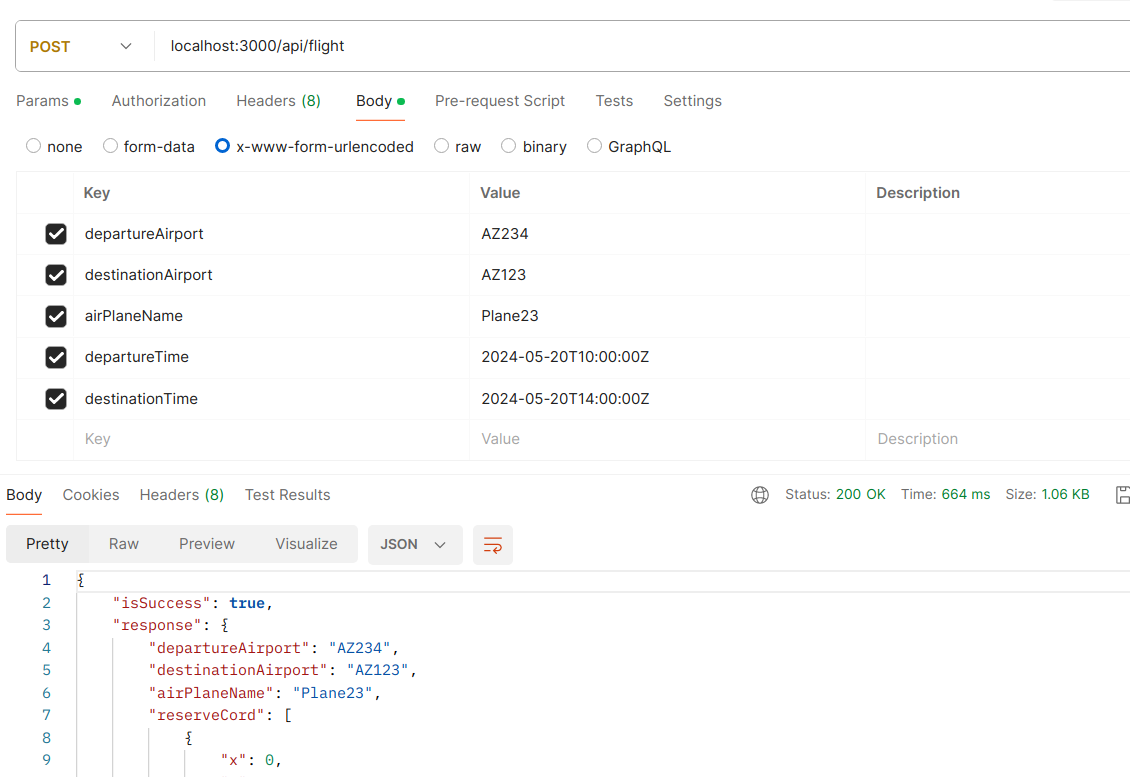 POST localhost:3000/api/flight
Params Authorization Headers (8) Body Pre-request Script Tests Settings
none form-data x-www-form-urlencoded raw binary GraphQL
Key Value Description
departureAirport AZ234
destinationAirport AZ123
airPlaneName Plane23
departureTime 2024-05-20T10:00:00Z
destinationTime 2024-05-20T14:00:00Z
Key Value Description
Body Cookies Headers (8) Test Results Status: 200 OK Time: 664 ms Size: 1.06 KB
Pretty Raw Preview Visualize JSON
1 {
2 "isSuccess": true,
3 "response": {
4 "departureAirport": "AZ234",
5 "destinationAirport": "AZ123",
6 "airPlaneName": "Plane23",
7 "reserveCord": [
8 {
9 "x": 0,